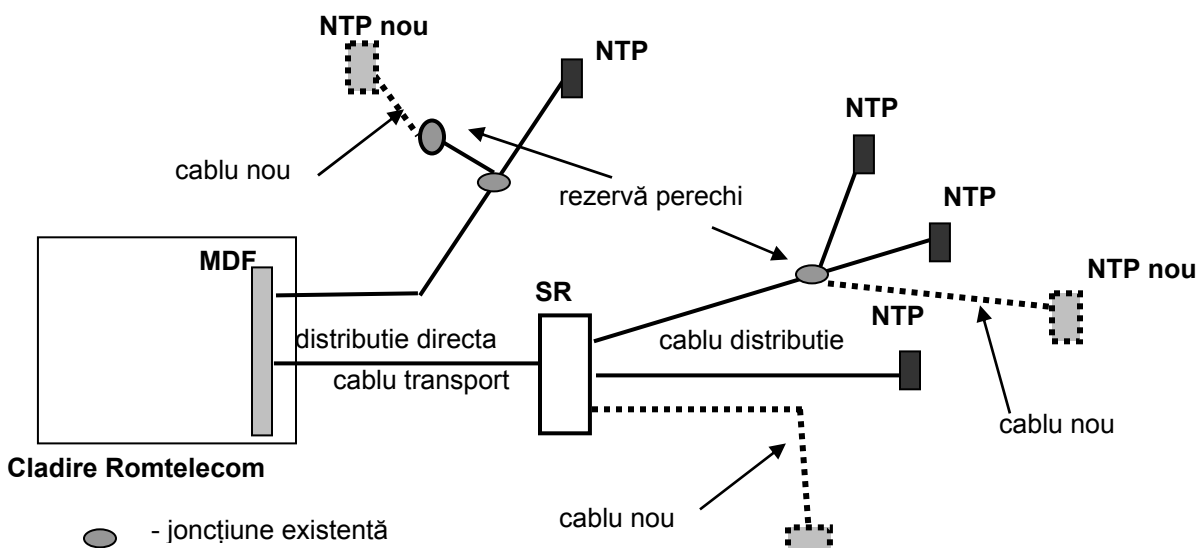 NTP nou
NTP
NTP
cablu nou
rezervă perechi
NTP
MDF
NTP nou
SR
NTP
distributie directa
cablu distributie
cablu transport
cablu nou
Cladire Romtelecom
cablu nou
- joncțiune existentă